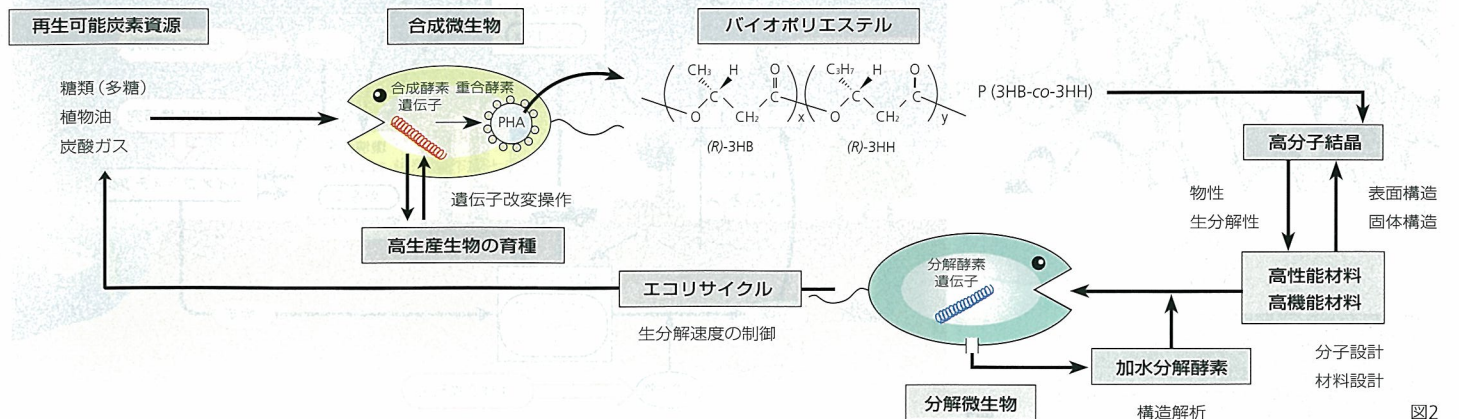 再生可能炭素資源
合成微生物
バイオポリエステル
糖類(多糖)
植物油
炭酸ガス
合成酵素 重合酵素
遺伝子
PHA
CH₃
H
O
C
O
CH₂
C
x
(R)-3HB
C₃H₇
H
O
C
O
CH₂
C
y
(R)-3HH
P (3HB-co-3HH)
高分子結晶
物性
生分解性
表面構造
固体構造
遺伝子改変操作
高生産生物の育種
エコリサイクル
生分解速度の制御
分解酵素
遺伝子
高性能材料
高機能材料
分子設計
材料設計
加水分解酵素
構造解析
分解微生物
図2